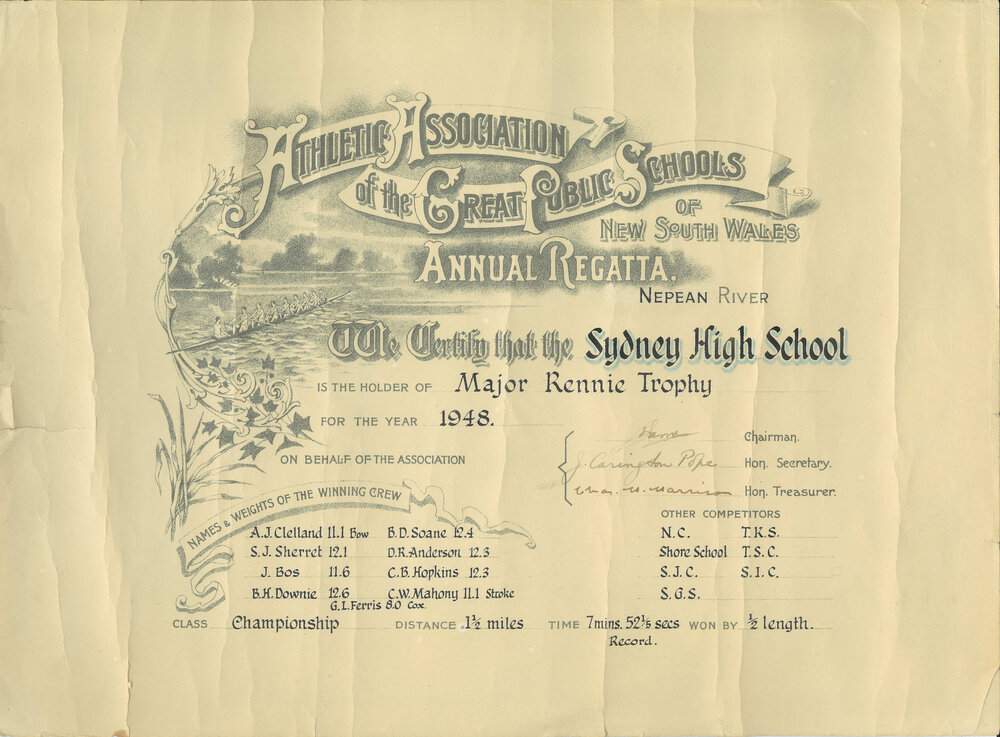 Athletic Association
of the Great Public Schools
OF
NEW SOUTH WALES
ANNUAL REGATTA.
NEPEAN RIVER
We Certify that the Sydney High School
IS THE HOLDER OF Major Rennie Trophy
FOR THE YEAR 1948.
Chairman.
ON BEHALF OF THE ASSOCIATION
J. Carington Pope Hon. Secretary.
Harrison Hon. Treasurer.
NAMES & WEIGHTS OF THE WINNING CREW
A.J. Clelland 11.1 Bow B.D. Soane 12.4
S.J. Sherret 12.1 D.R. Anderson 12.3
J. Bos 11.6 C.B. Hopkins 12.3
B.H. Downie 12.6 C.W. Mahony 11.1 Stroke
G.L. Ferris 8.0 Cox.
OTHER COMPETITORS
N.C. T.K.S.
Shore School T.S.C.
S.J.C. S.I.C.
S.G.S.
CLASS Championship DISTANCE 1½ miles TIME 7mins. 52⅕ secs WON BY ½ length.
Record.